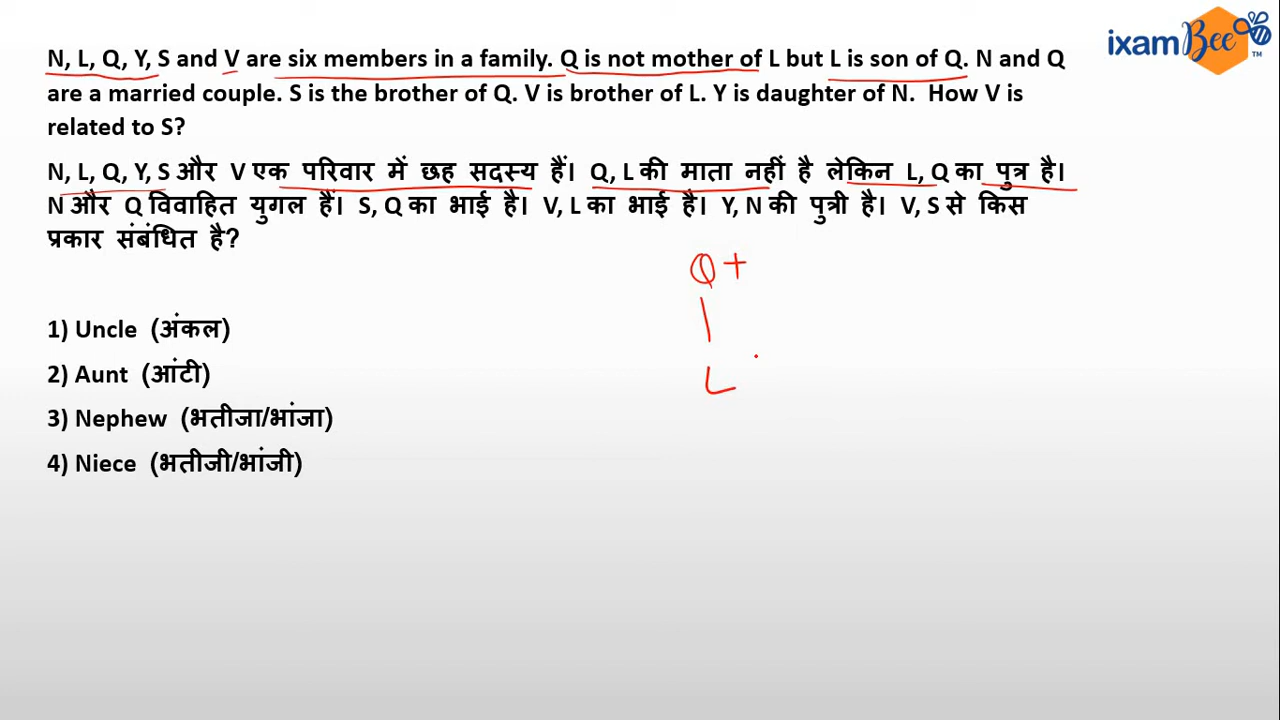 ixamBee™
N, L, Q, Y, S and V are six members in a family. Q is not mother of L but L is son of Q. N and Q
are a married couple. S is the brother of Q. V is brother of L. Y is daughter of N. How V is
related to S?
N, L, Q, Y, S और V एक परिवार में छह सदस्य हैं। Q, L की माता नहीं है लेकिन L, Q का पुत्र है।
N और Q विवाहित युगल हैं। S, Q का भाई है। V, L का भाई है। Y, N की पुत्री है। V, S से किस
प्रकार संबंधित है?
Q +
L
1) Uncle (अंकल)
2) Aunt (आंटी)
3) Nephew (भतीजा/भांजा)
4) Niece (भतीजी/भांजी)